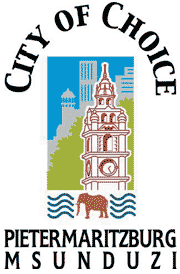 CITY OF CHOICE
PIETERMARITZBURG
MSUNDUZI